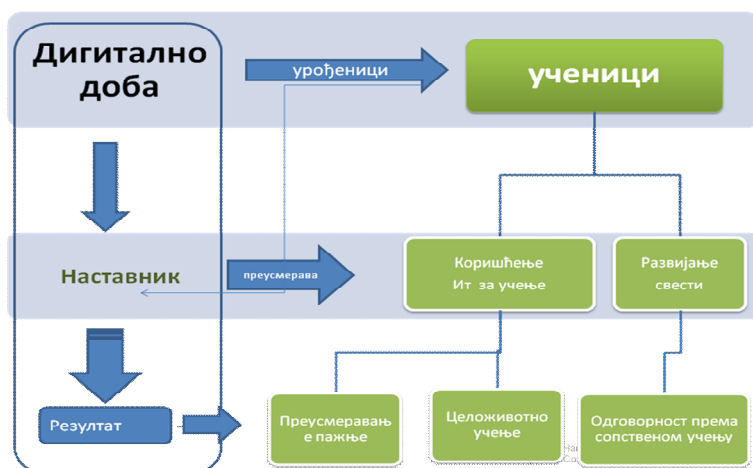 Дигитално
доба
урођеници
ученици
Наставник
преусмерава
Коришћење
Ит за учење
Развијање
свести
Резултат
Преусмеравањ
е пажње
Целоживотно
учење
Одговорност према
сопственом учењу